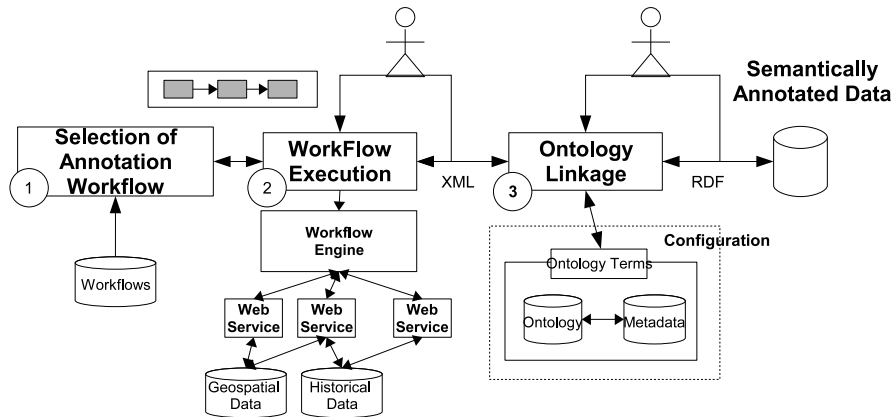 Semantically
Annotated Data
Selection of
Annotation
Workflow
1
WorkFlow
Execution
2
XML
Ontology
Linkage
3
RDF
Workflow
Engine
Configuration
Ontology Terms
Workflows
Web
Service
Web
Service
Web
Service
Ontology
Metadata
Geospatial
Data
Historical
Data